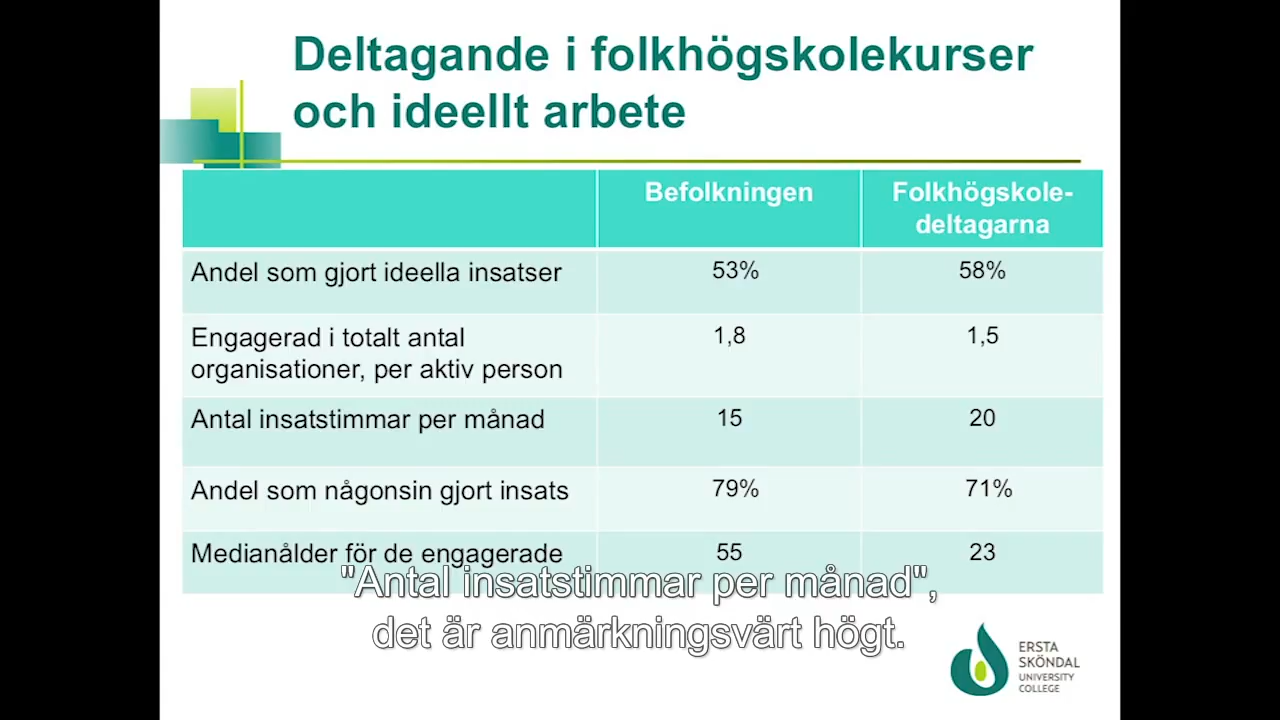 Deltagande i folkhögskolekurser
och ideellt arbete
Befolkningen
Folkhögskole-
deltagarna
Andel som gjort ideella insatser
53%
58%
Engagerad i totalt antal
organisationer, per aktiv person
1,8
1,5
Antal insatstimmar per månad
15
20
Andel som någonsin gjort insats
79%
71%
Medianålder för de engagerade
55
23
"Antal insatstimmar per månad",
det är anmärkningsvärt högt.
ERSTA
SKÖNDAL
UNIVERSITY
COLLEGE